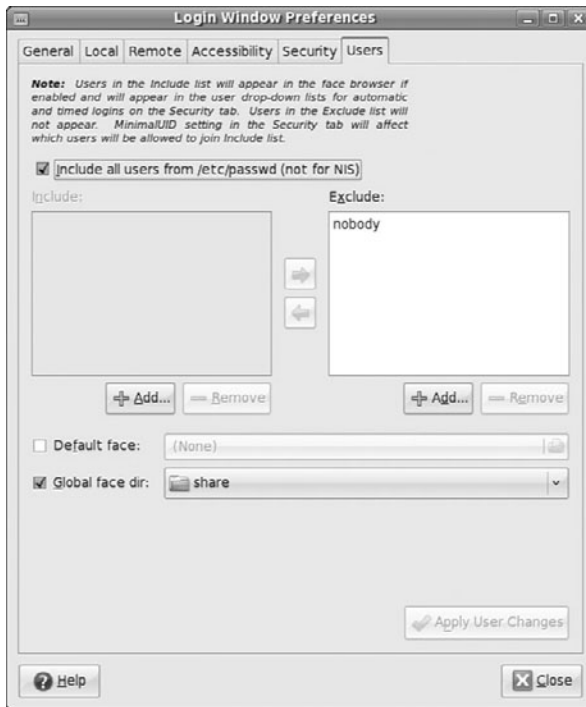 Login Window Preferences
General Local Remote Accessibility Security Users
Note: Users in the Include list will appear in the face browser if
enabled and will appear in the user drop-down lists for automatic
and timed logins on the Security tab. Users in the Exclude list will
not appear. MinimalUID setting in the Security tab will affect
which users will be allowed to join Include list.
Include all users from /etc/passwd (not for NIS)
Include: Exclude:
nobody
Add... Remove Add... Remove
Default face: (None)
Global face dir: share
Apply User Changes
Help Close